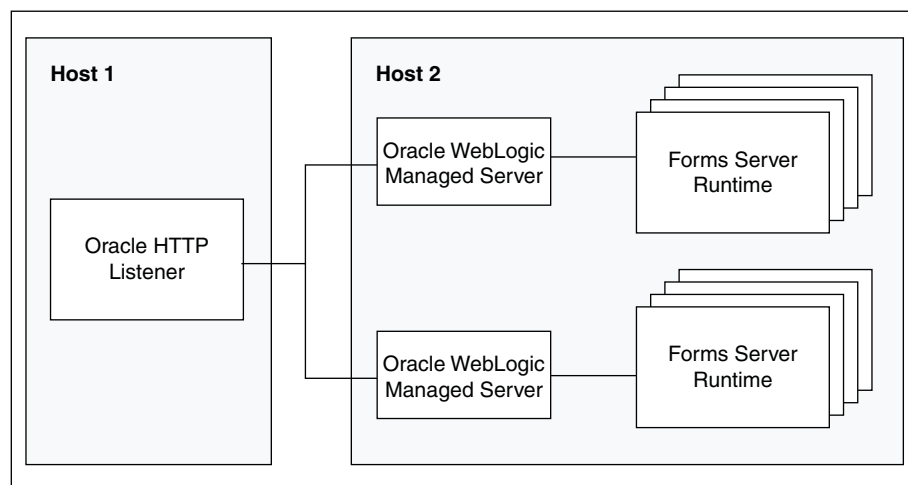 Host 1
Oracle HTTP
Listener
Host 2
Oracle WebLogic
Managed Server
Forms Server
Runtime
Oracle WebLogic
Managed Server
Forms Server
Runtime